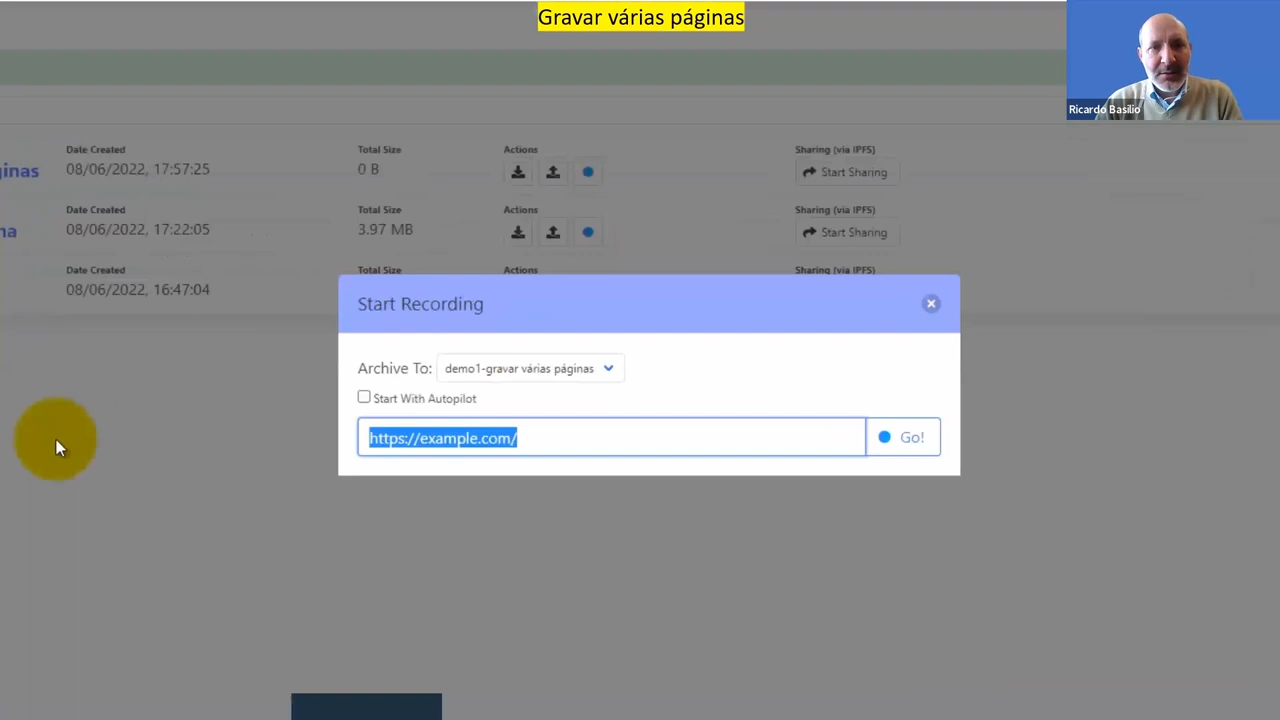 Gravar várias páginas
Ricardo Basílio
Date Created
Total Size
Actions
Sharing (via IPFS)
ginas
08/06/2022, 17:57:25
0 B
Start Sharing
Date Created
Total Size
Actions
Sharing (via IPFS)
na
08/06/2022, 17:22:05
3.97 MB
Start Sharing
Date Created
Total Size
Actions
Sharing (via IPFS)
08/06/2022, 16:47:04
Start Recording
Archive To: demo1-gravar várias páginas
Start With Autopilot
https://example.com/
Go!